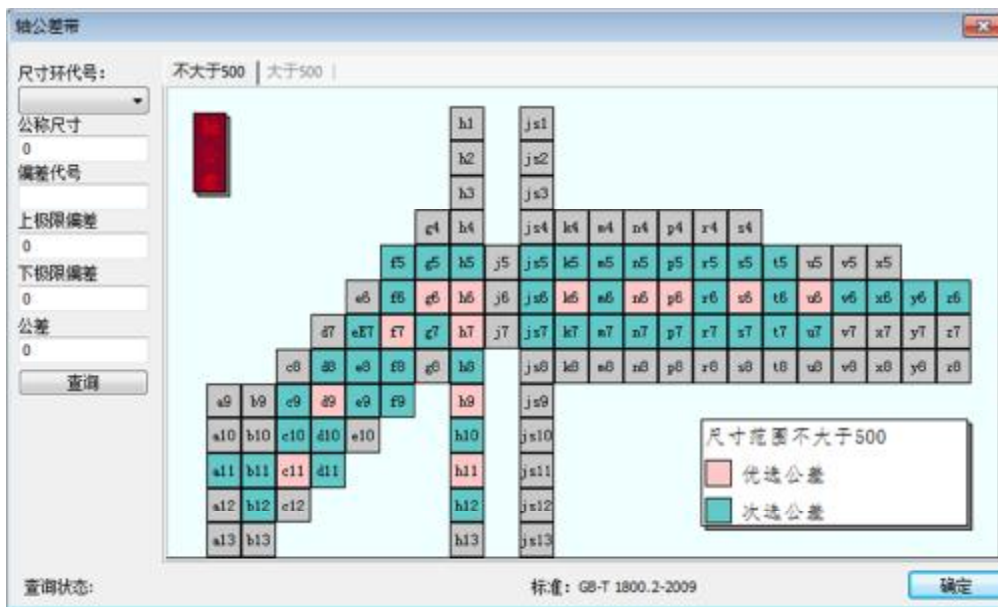 轴公差带
尺寸环代号:
公称尺寸
0
偏差代号
上极限偏差
0
下极限偏差
0
公差
0
查询
不大于500 大于500
h1 js1
h2 js2
h3 js3
g4 h4 js4 k4 m4 n4 p4 r4 s4
f5 g5 h5 j5 js5 k5 m5 n5 p5 r5 s5 t5 u5 v5 x5
e6 f6 g6 h6 j6 js6 k6 m6 n6 p6 r6 s6 t6 u6 v6 x6 y6 z6
d7 eE7 f7 g7 h7 j7 js7 k7 m7 n7 p7 r7 s7 t7 u7 v7 x7 y7 z7
c8 d8 e8 f8 g8 h8 js8 k8 m8 n8 p8 r8 s8 t8 u8 v8 x8 y8 z8
a9 b9 c9 d9 e9 f9 h9 js9
a10 b10 c10 d10 e10 h10 js10
a11 b11 c11 d11 h11 js11
a12 b12 c12 h12 js12
a13 b13 h13 js13
尺寸范围不大于500
优选公差
次选公差
查询状态:
标准: GB-T 1800.2-2009
确定